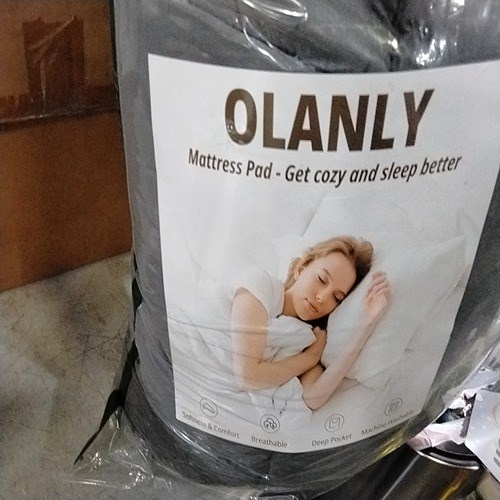 OLANLY
Mattress Pad - Get cozy and sleep better
Softness & Comfort
Breathable
Deep Pocket
Machine Washable